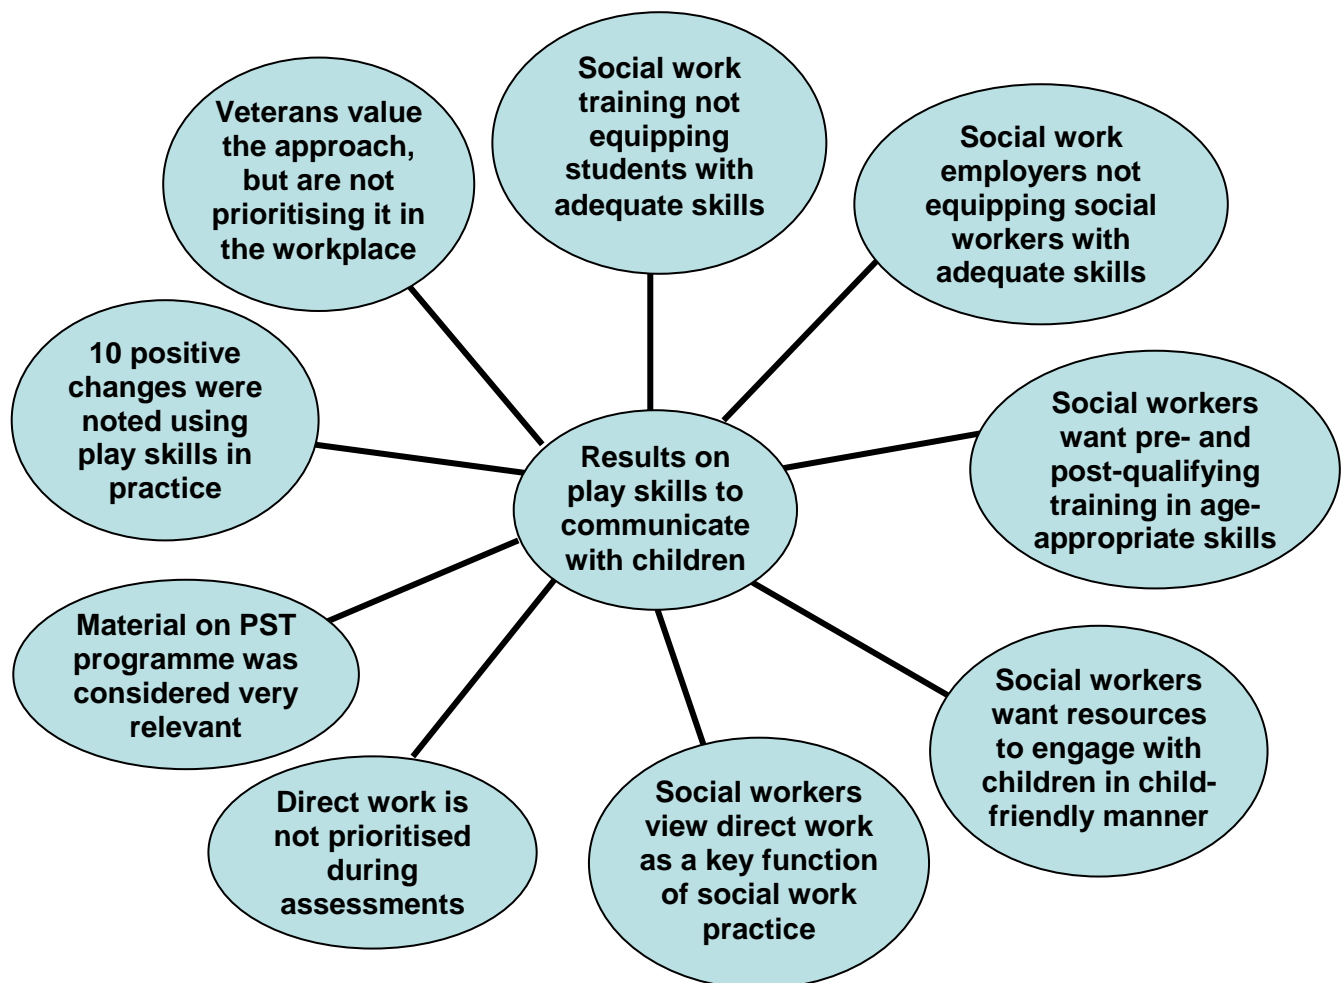 Social work
training not
equipping
students with
adequate skills
Veterans value
the approach,
but are not
prioritising it in
the workplace
Social work
employers not
equipping social
workers with
adequate skills
10 positive
changes were
noted using
play skills in
practice
Social workers
want pre- and
post-qualifying
training in age-
appropriate skills
Results on
play skills to
communicate
with children
Material on PST
programme was
considered very
relevant
Social workers
want resources
to engage with
children in child-
friendly manner
Direct work is
not prioritised
during
assessments
Social workers
view direct work
as a key function
of social work
practice